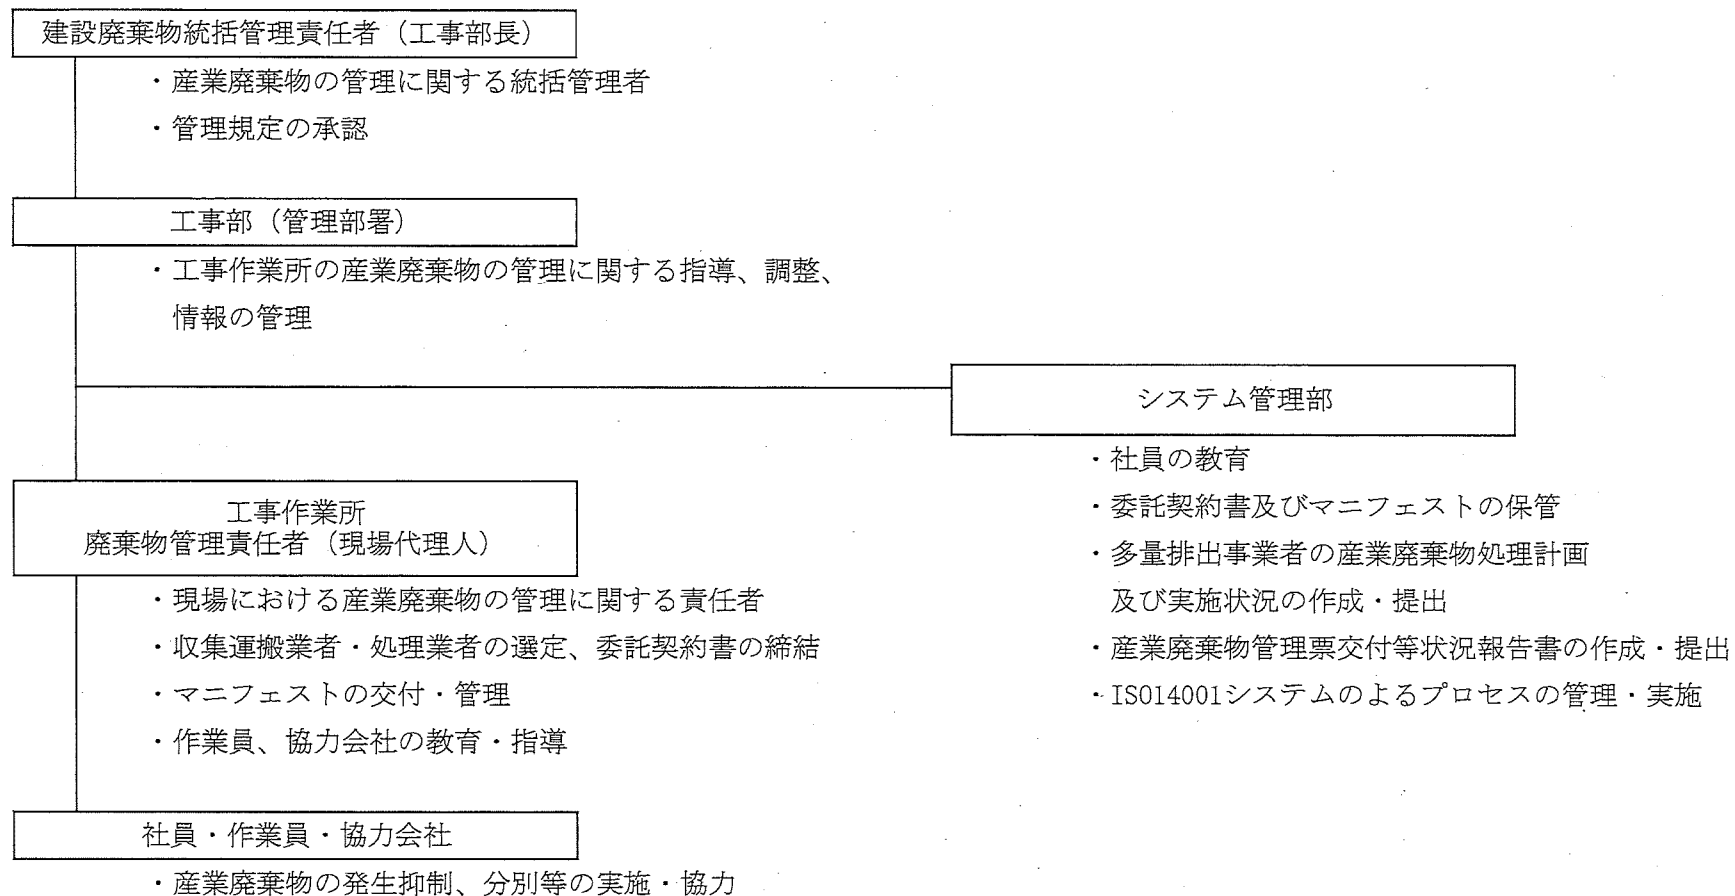 建設廃棄物統括管理責任者（工事部長）
・産業廃棄物の管理に関する統括管理者
・管理規定の承認
工事部（管理部署）
・工事作業所の産業廃棄物の管理に関する指導、調整、
情報の管理
システム管理部
・社員の教育
・委託契約書及びマニフェストの保管
・多量排出事業者の産業廃棄物処理計画
及び実施状況の作成・提出
・産業廃棄物管理票交付等状況報告書の作成・提出
・ISO14001システムのよるプロセスの管理・実施
工事作業所
廃棄物管理責任者（現場代理人）
・現場における産業廃棄物の管理に関する責任者
・収集運搬業者・処理業者の選定、委託契約書の締結
・マニフェストの交付・管理
・作業員、協力会社の教育・指導
社員・作業員・協力会社
・産業廃棄物の発生抑制、分別等の実施・協力